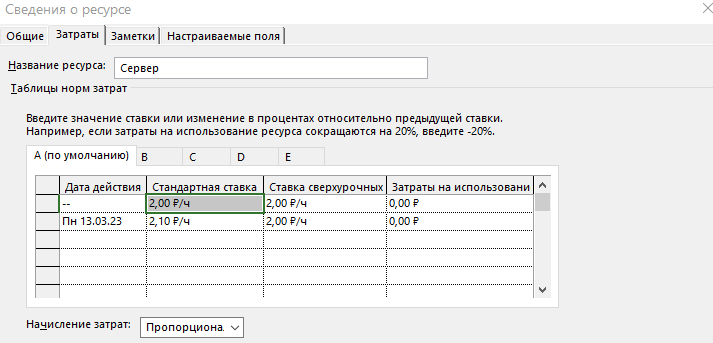 Сведения о ресурсе
Общие Затраты Заметки Настраиваемые поля
Название ресурса: Сервер
Таблицы норм затрат
Введите значение ставки или изменение в процентах относительно предыдущей ставки.
Например, если затраты на использование ресурса сокращаются на 20%, введите -20%.
A (по умолчанию) B C D E
Дата действия Стандартная ставка Ставка сверхурочных Затраты на использовани
-- 2,00 ₽/ч 2,00 ₽/ч 0,00 ₽
Пн 13.03.23 2,10 ₽/ч 2,00 ₽/ч 0,00 ₽
Начисление затрат: Пропорциона.